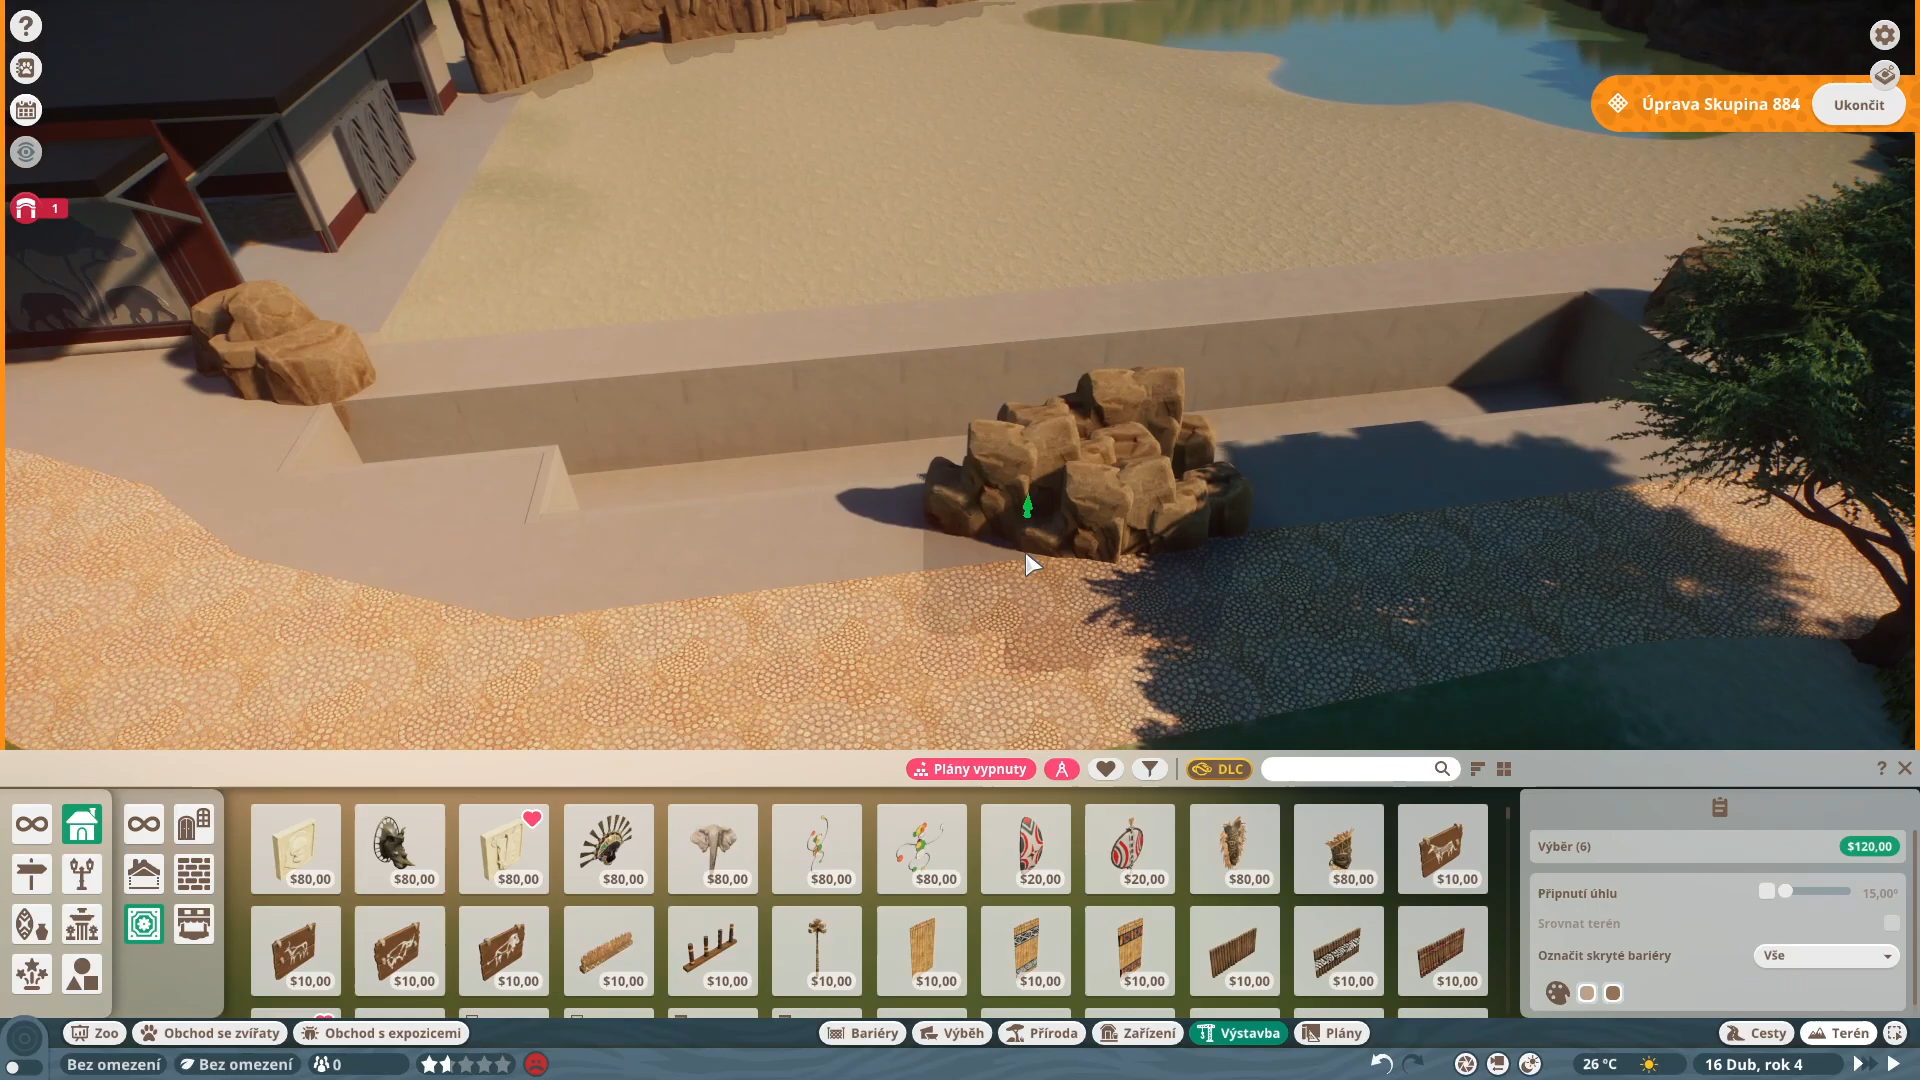 Úprava Skupina 884
Ukončit
1
Plány vypnuty
DLC
?
$80,00 $80,00 $80,00 $80,00 $80,00 $80,00 $80,00 $20,00 $20,00 $80,00 $80,00 $10,00
$10,00 $10,00 $10,00 $10,00 $10,00 $10,00 $10,00 $10,00 $10,00 $10,00 $10,00 $10,00
Výběr (6)
$120,00
Připnutí úhlu
15,00°
Srovnat terén
Označit skryté bariéry
Vše
Zoo
Obchod se zvířaty
Obchod s expozicemi
Bariéry
Výběh
Příroda
Zařízení
Výstavba
Plány
Cesty
Terén
Bez omezení
Bez omezení
0
26 °C
16 Dub, rok 4